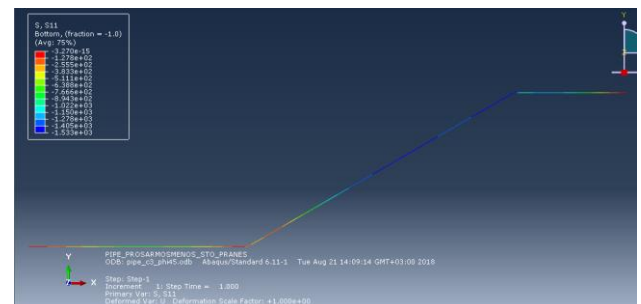 S, S11
Bottom, (fraction = -1.0)
(Avg: 75%)
-3.270e-15
-1.278e+02
-2.555e+02
-3.833e+02
-5.111e+02
-6.388e+02
-7.666e+02
-8.943e+02
-1.022e+03
-1.150e+03
-1.278e+03
-1.405e+03
-1.533e+03
Y
Y
X
PIPE_PROSARMOSMENOS_STO_PRANES
ODB: pipe_c3_phi45.odb Abaqus/Standard 6.11-1 Tue Aug 21 14:09:14 GMT+03:00 2018
Step: Step-1
Increment 1: Step Time = 1.000
Primary Var: S, S11
Deformed Var: U Deformation Scale Factor: +1.000e+00